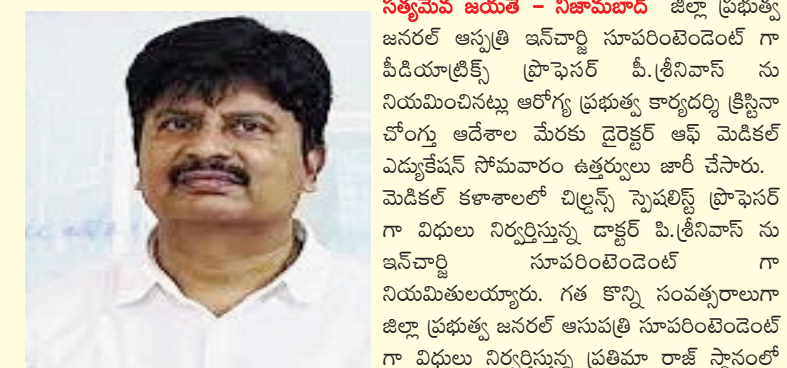 సత్యమేవ జయతే – నిజామాబాద్ జిల్లా ప్రభుత్వ
జనరల్ ఆస్పత్రి ఇన్‌చార్జి సూపరింటెండెంట్ గా
పీడియాట్రిక్స్ ప్రొఫెసర్ పీ.శ్రీనివాస్ ను
నియమించినట్లు ఆరోగ్య ప్రభుత్వ కార్యదర్శి క్రిస్టినా
చోంగ్తు ఆదేశాల మేరకు డైరెక్టర్ ఆఫ్ మెడికల్
ఎడ్యుకేషన్ సోమవారం ఉత్తర్వులు జారీ చేసారు.
మెడికల్ కళాశాలలో చిల్డ్రన్స్ స్పెషలిస్ట్ ప్రొఫెసర్
గా విధులు నిర్వర్తిస్తున్న డాక్టర్ పి.శ్రీనివాస్ ను
ఇన్‌చార్జి సూపరింటెండెంట్ గా
నియమితులయ్యారు. గత కొన్ని సంవత్సరాలుగా
జిల్లా ప్రభుత్వ జనరల్ ఆసుపత్రి సూపరింటెండెంట్
గా విధులు నిర్వర్తిస్తున్న ప్రతిమా రాజ్ స్థానంలో